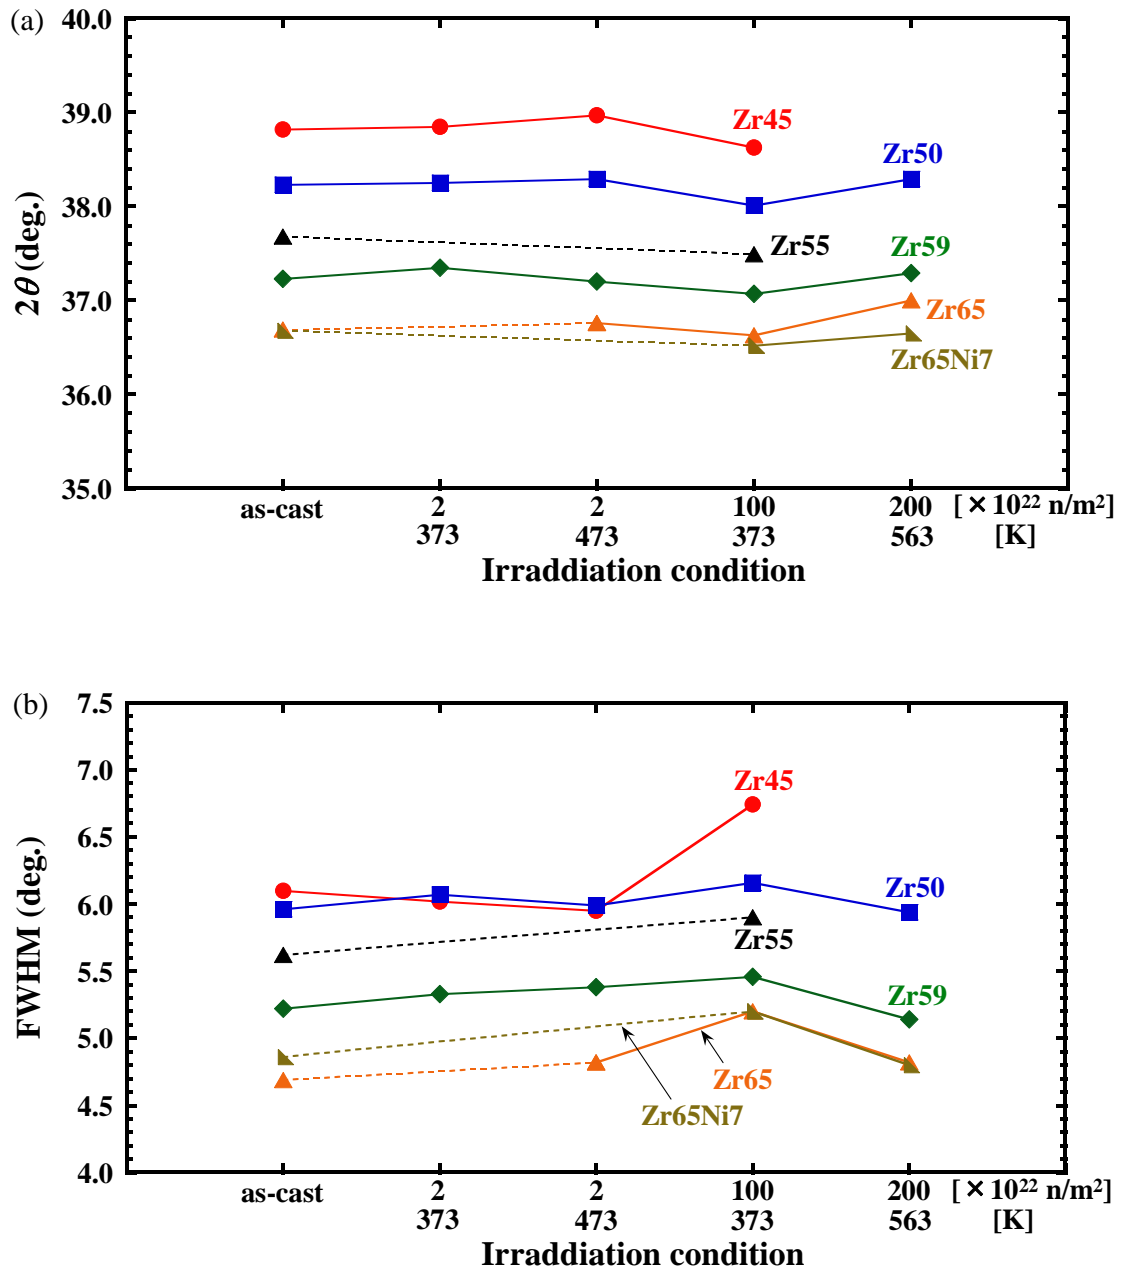 (a)
40.0
39.0
38.0
37.0
36.0
35.0
2θ (deg.)
Zr45
Zr50
Zr55
Zr59
Zr65
Zr65Ni7
as-cast 2 2 100 200 [×10²² n/m²]
373 473 373 563 [K]
Irraddiation condition
(b)
7.5
7.0
6.5
6.0
5.5
5.0
4.5
4.0
FWHM (deg.)
Zr45
Zr50
Zr55
Zr59
Zr65
Zr65Ni7
as-cast 2 2 100 200 [×10²² n/m²]
373 473 373 563 [K]
Irraddiation condition